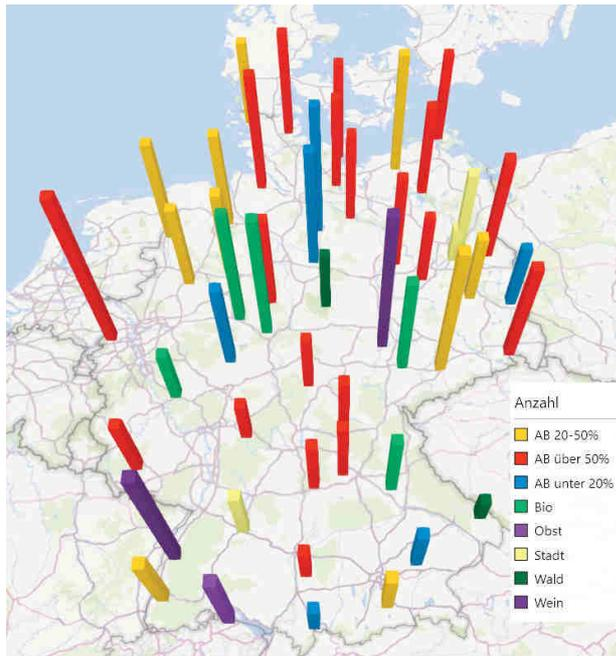 Anzahl
AB 20-50%
AB über 50%
AB unter 20%
Bio
Obst
Stadt
Wald
Wein